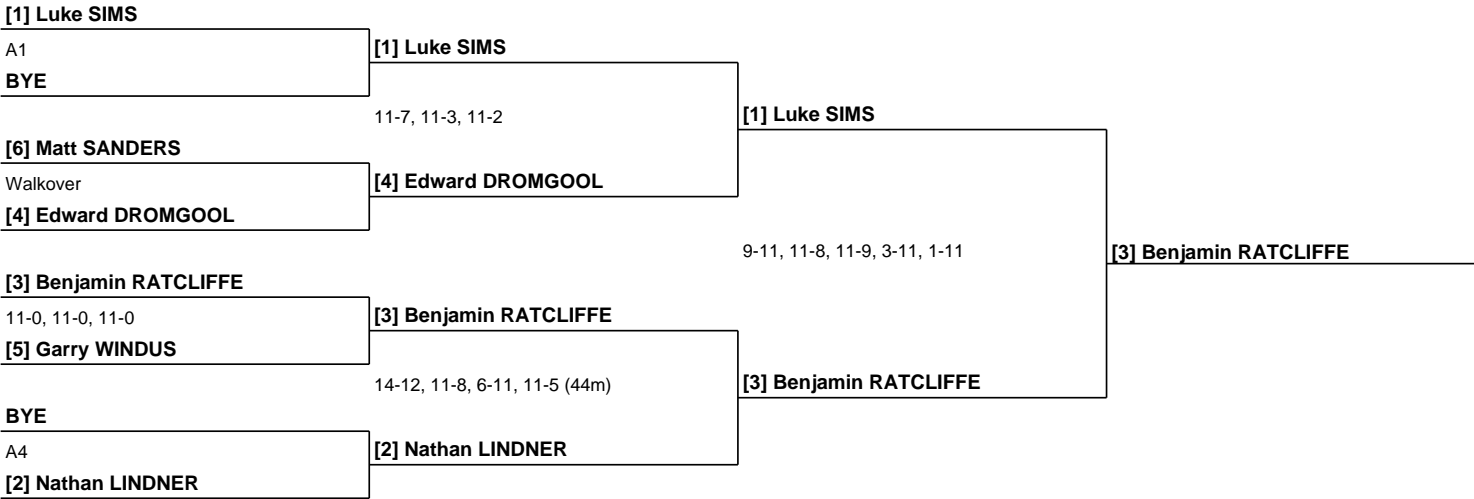 [1] Luke SIMS
A1
BYE
[6] Matt SANDERS
Walkover
[4] Edward DROMGOOL
[3] Benjamin RATCLIFFE
11-0, 11-0, 11-0
[5] Garry WINDUS
BYE
A4
[2] Nathan LINDNER
[1] Luke SIMS
11-7, 11-3, 11-2
[4] Edward DROMGOOL
[3] Benjamin RATCLIFFE
14-12, 11-8, 6-11, 11-5 (44m)
[2] Nathan LINDNER
[1] Luke SIMS
9-11, 11-8, 11-9, 3-11, 1-11
[3] Benjamin RATCLIFFE
[3] Benjamin RATCLIFFE